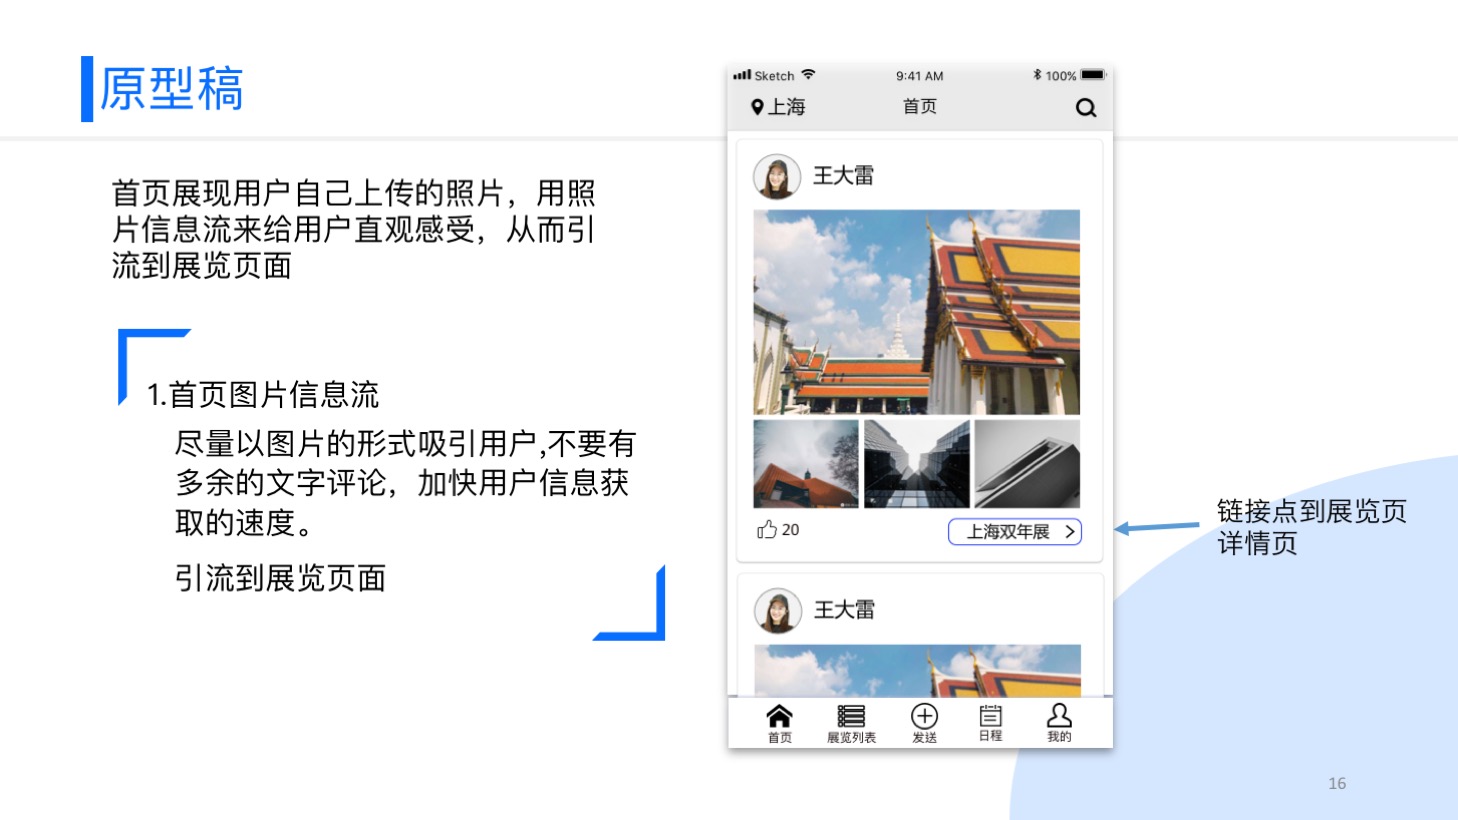 原型稿
首页展现用户自己上传的照片，用照
片信息流来给用户直观感受，从而引
流到展览页面
1.首页图片信息流
尽量以图片的形式吸引用户,不要有
多余的文字评论，加快用户信息获
取的速度。
引流到展览页面
Sketch 9:41 AM 100%
上海 首页
王大雷
20 上海双年展
链接点到展览页
详情页
王大雷
首页 展览列表 发送 日程 我的
16